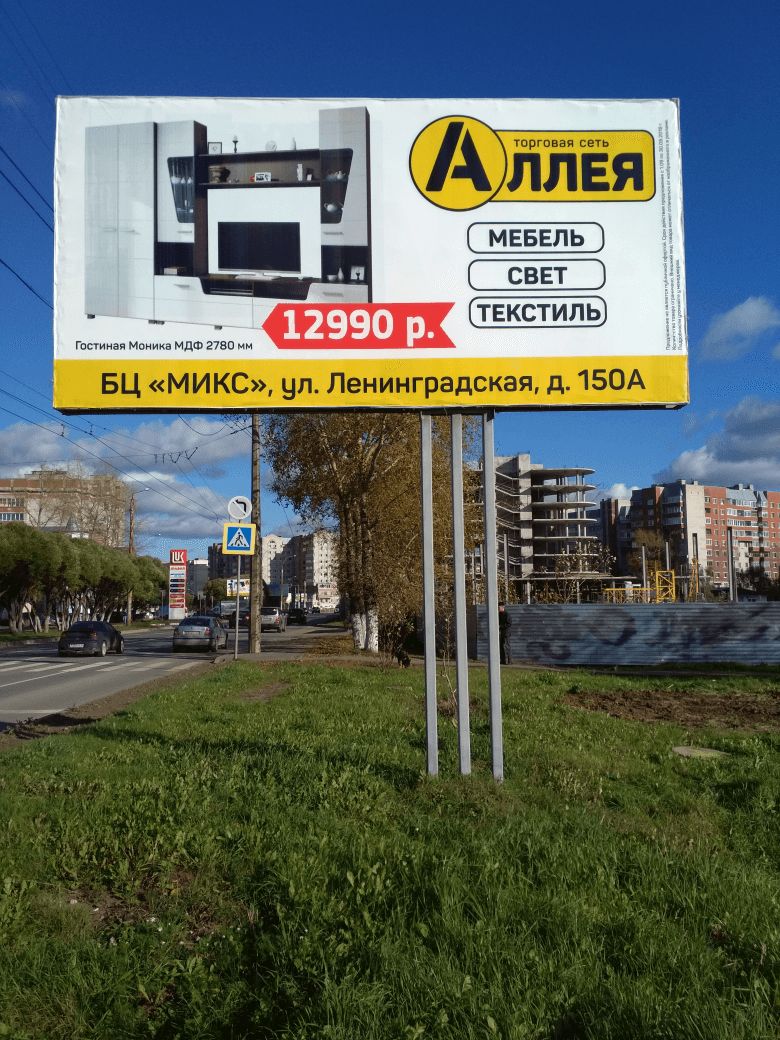 торговая сеть
Аллея
МЕБЕЛЬ
СВЕТ
ТЕКСТИЛЬ
12990 р.
Гостиная Моника МДФ 2780 мм
БЦ «МИКС», ул. Ленинградская, д. 150А